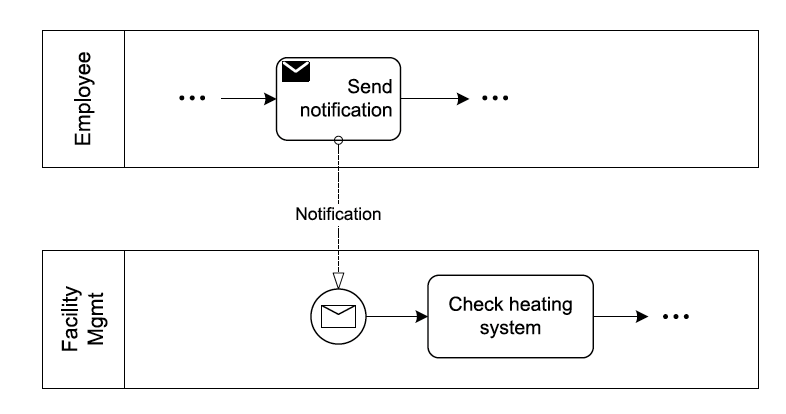 Employee
Send
notification
Notification
Facility
Mgmt
Check heating
system